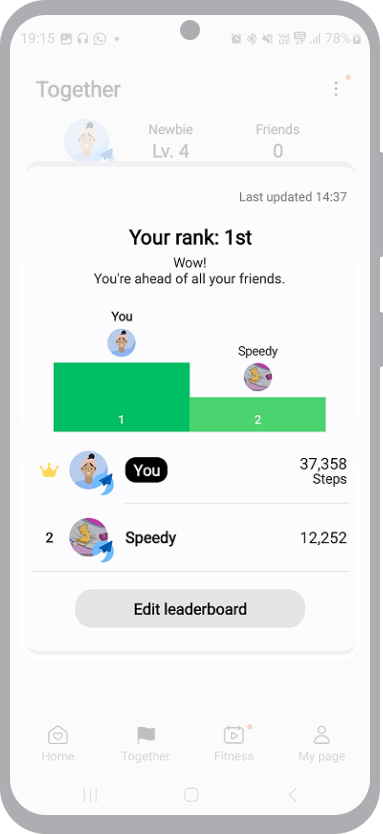 19:15
78%
Together
Newbie
Friends
Lv. 4
0
Last updated 14:37
Your rank: 1st
Wow!
You're ahead of all your friends.
You
Speedy
1
2
You
37,358
Steps
2
Speedy
12,252
Edit leaderboard
Home
Together
Fitness
My page